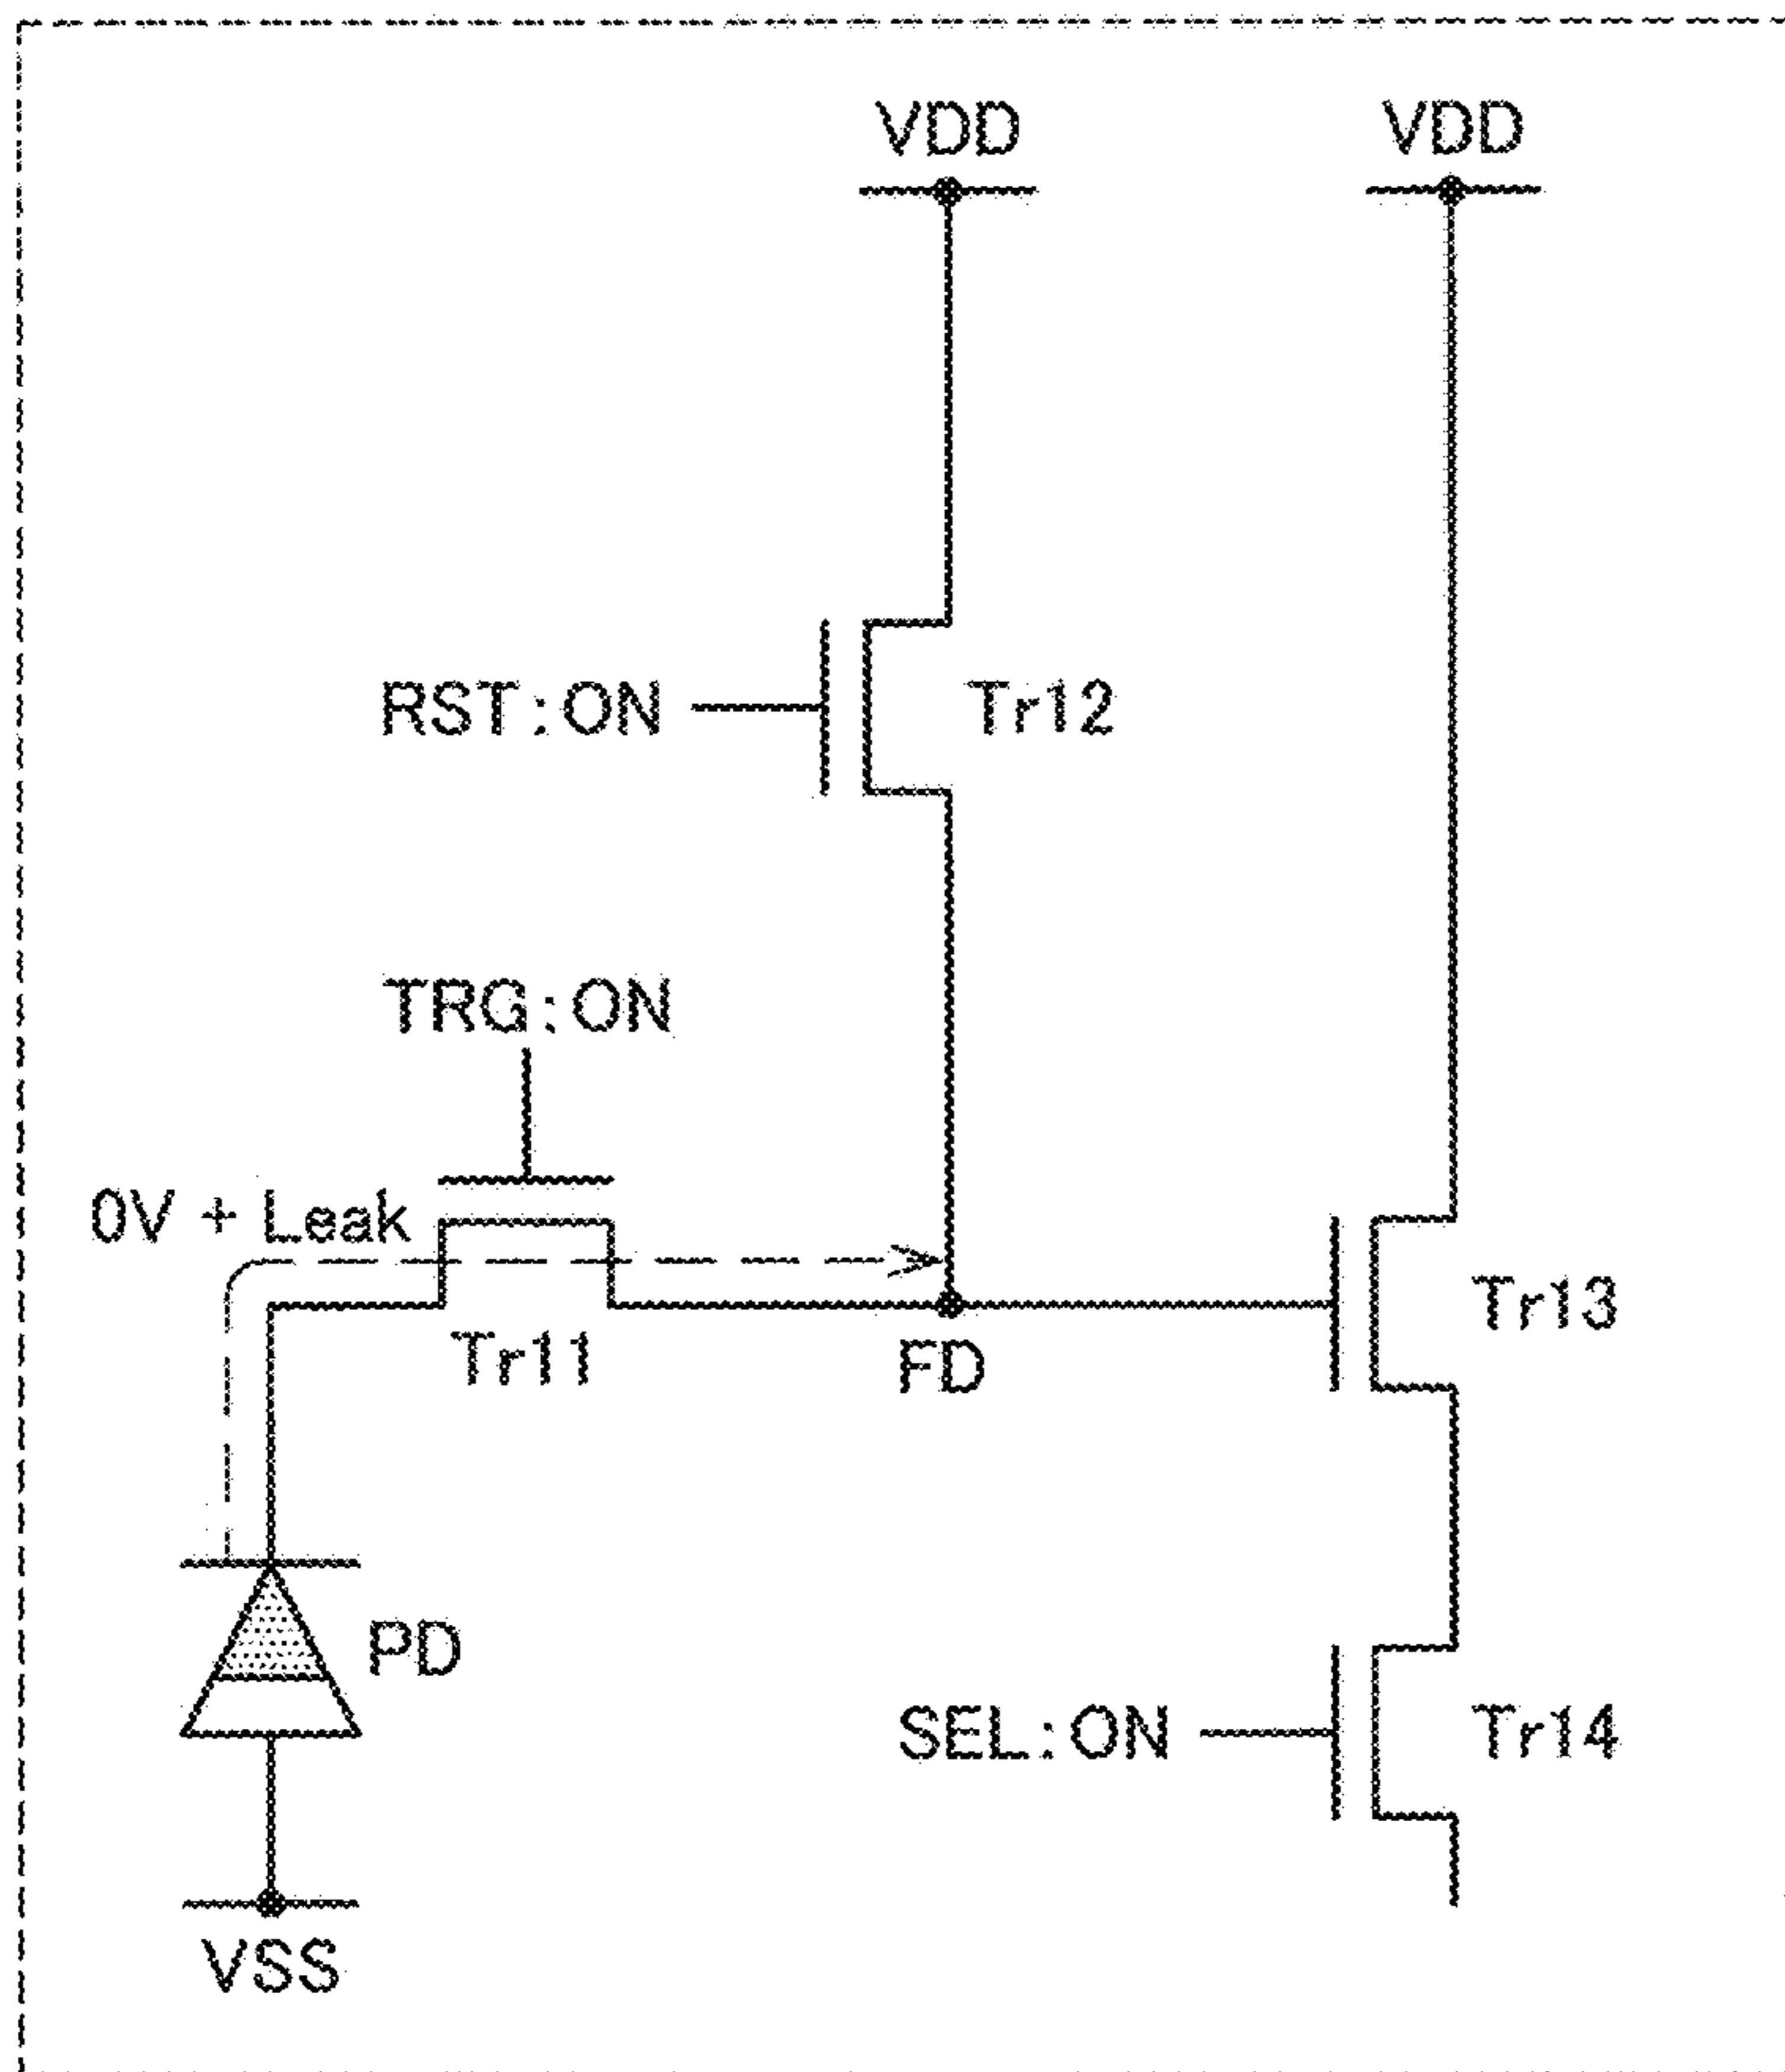 VDD
VDD
RST:ON
Tr12
TRG:ON
0V + Leak
Tr11
FD
Tr13
PD
SEL:ON
Tr14
VSS